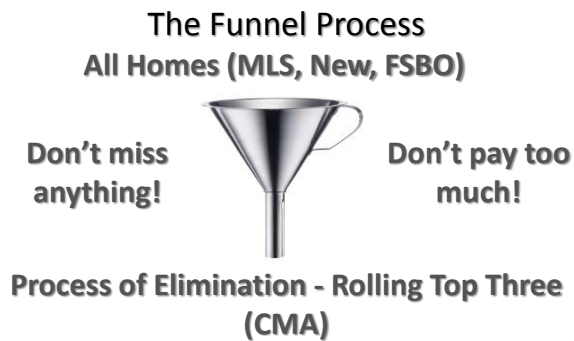 The Funnel Process
All Homes (MLS, New, FSBO)
Don’t miss
anything!
Don’t pay too
much!
Process of Elimination - Rolling Top Three
(CMA)